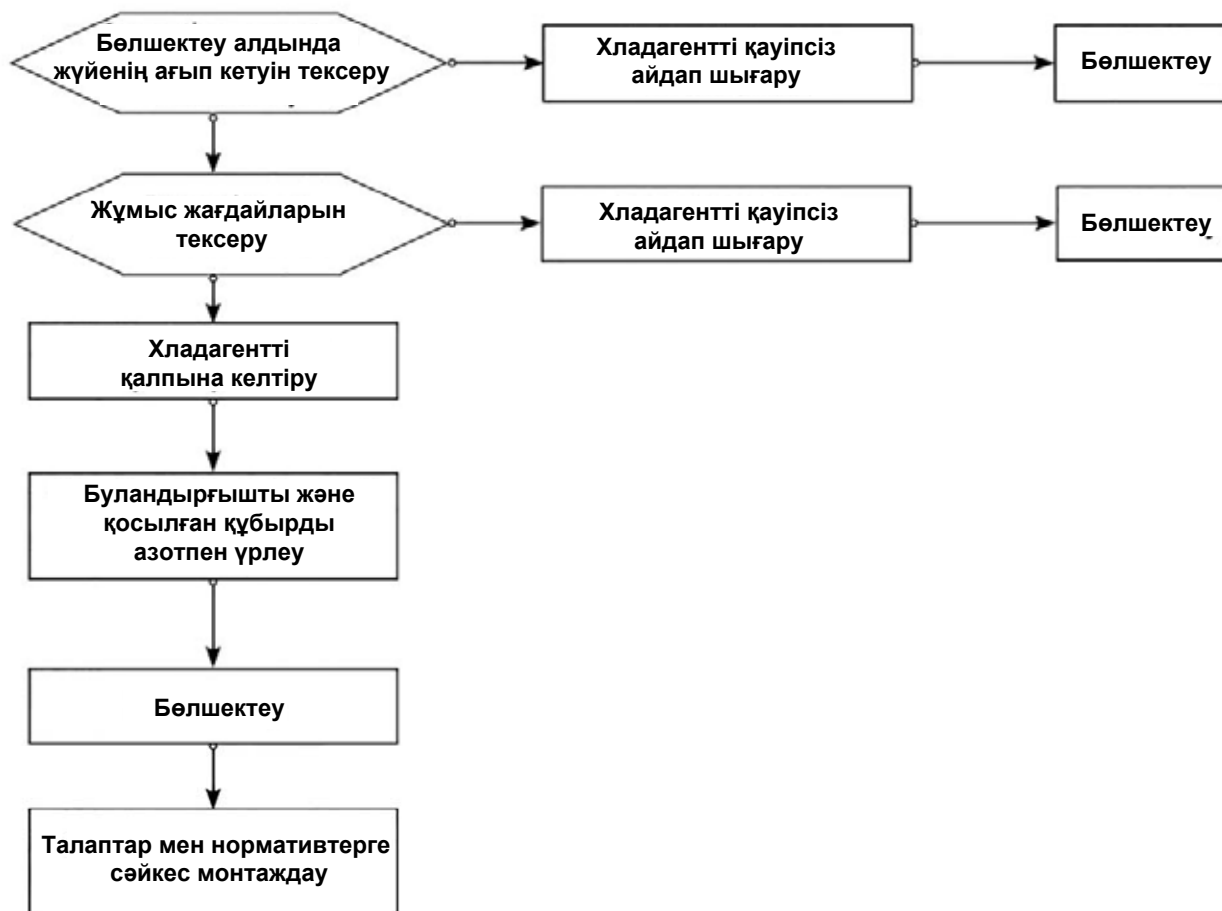 Бөлшектеу алдында
жүйенің ағып кетуін тексеру
Хладагентті қауіпсіз
айдап шығару
Бөлшектеу
Жұмыс жағдайларын
тексеру
Хладагентті қауіпсіз
айдап шығару
Бөлшектеу
Хладагентті
қалпына келтіру
Буландырғышты және
қосылған құбырды
азотпен үрлеу
Бөлшектеу
Талаптар мен нормативтерге
сәйкес монтаждау